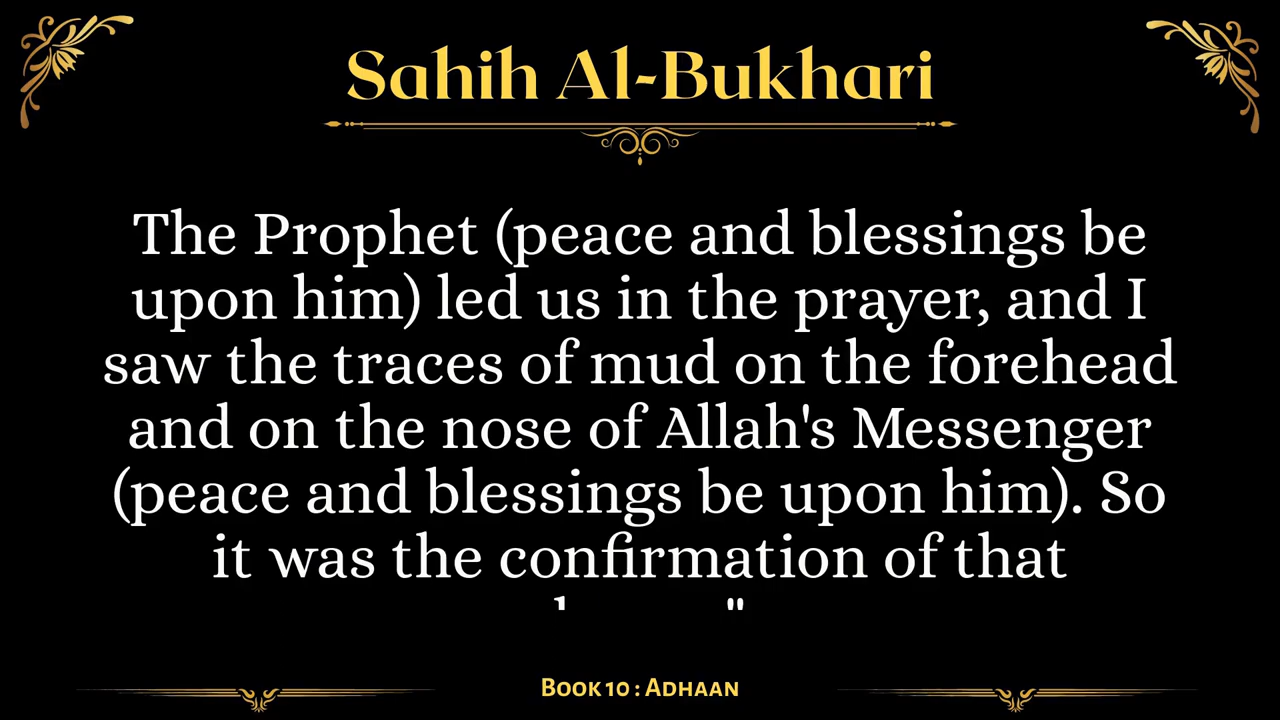 Sahih Al-Bukhari
The Prophet (peace and blessings be
upon him) led us in the prayer, and I
saw the traces of mud on the forehead
and on the nose of Allah's Messenger
(peace and blessings be upon him). So
it was the confirmation of that
Book 10 : Adhaan